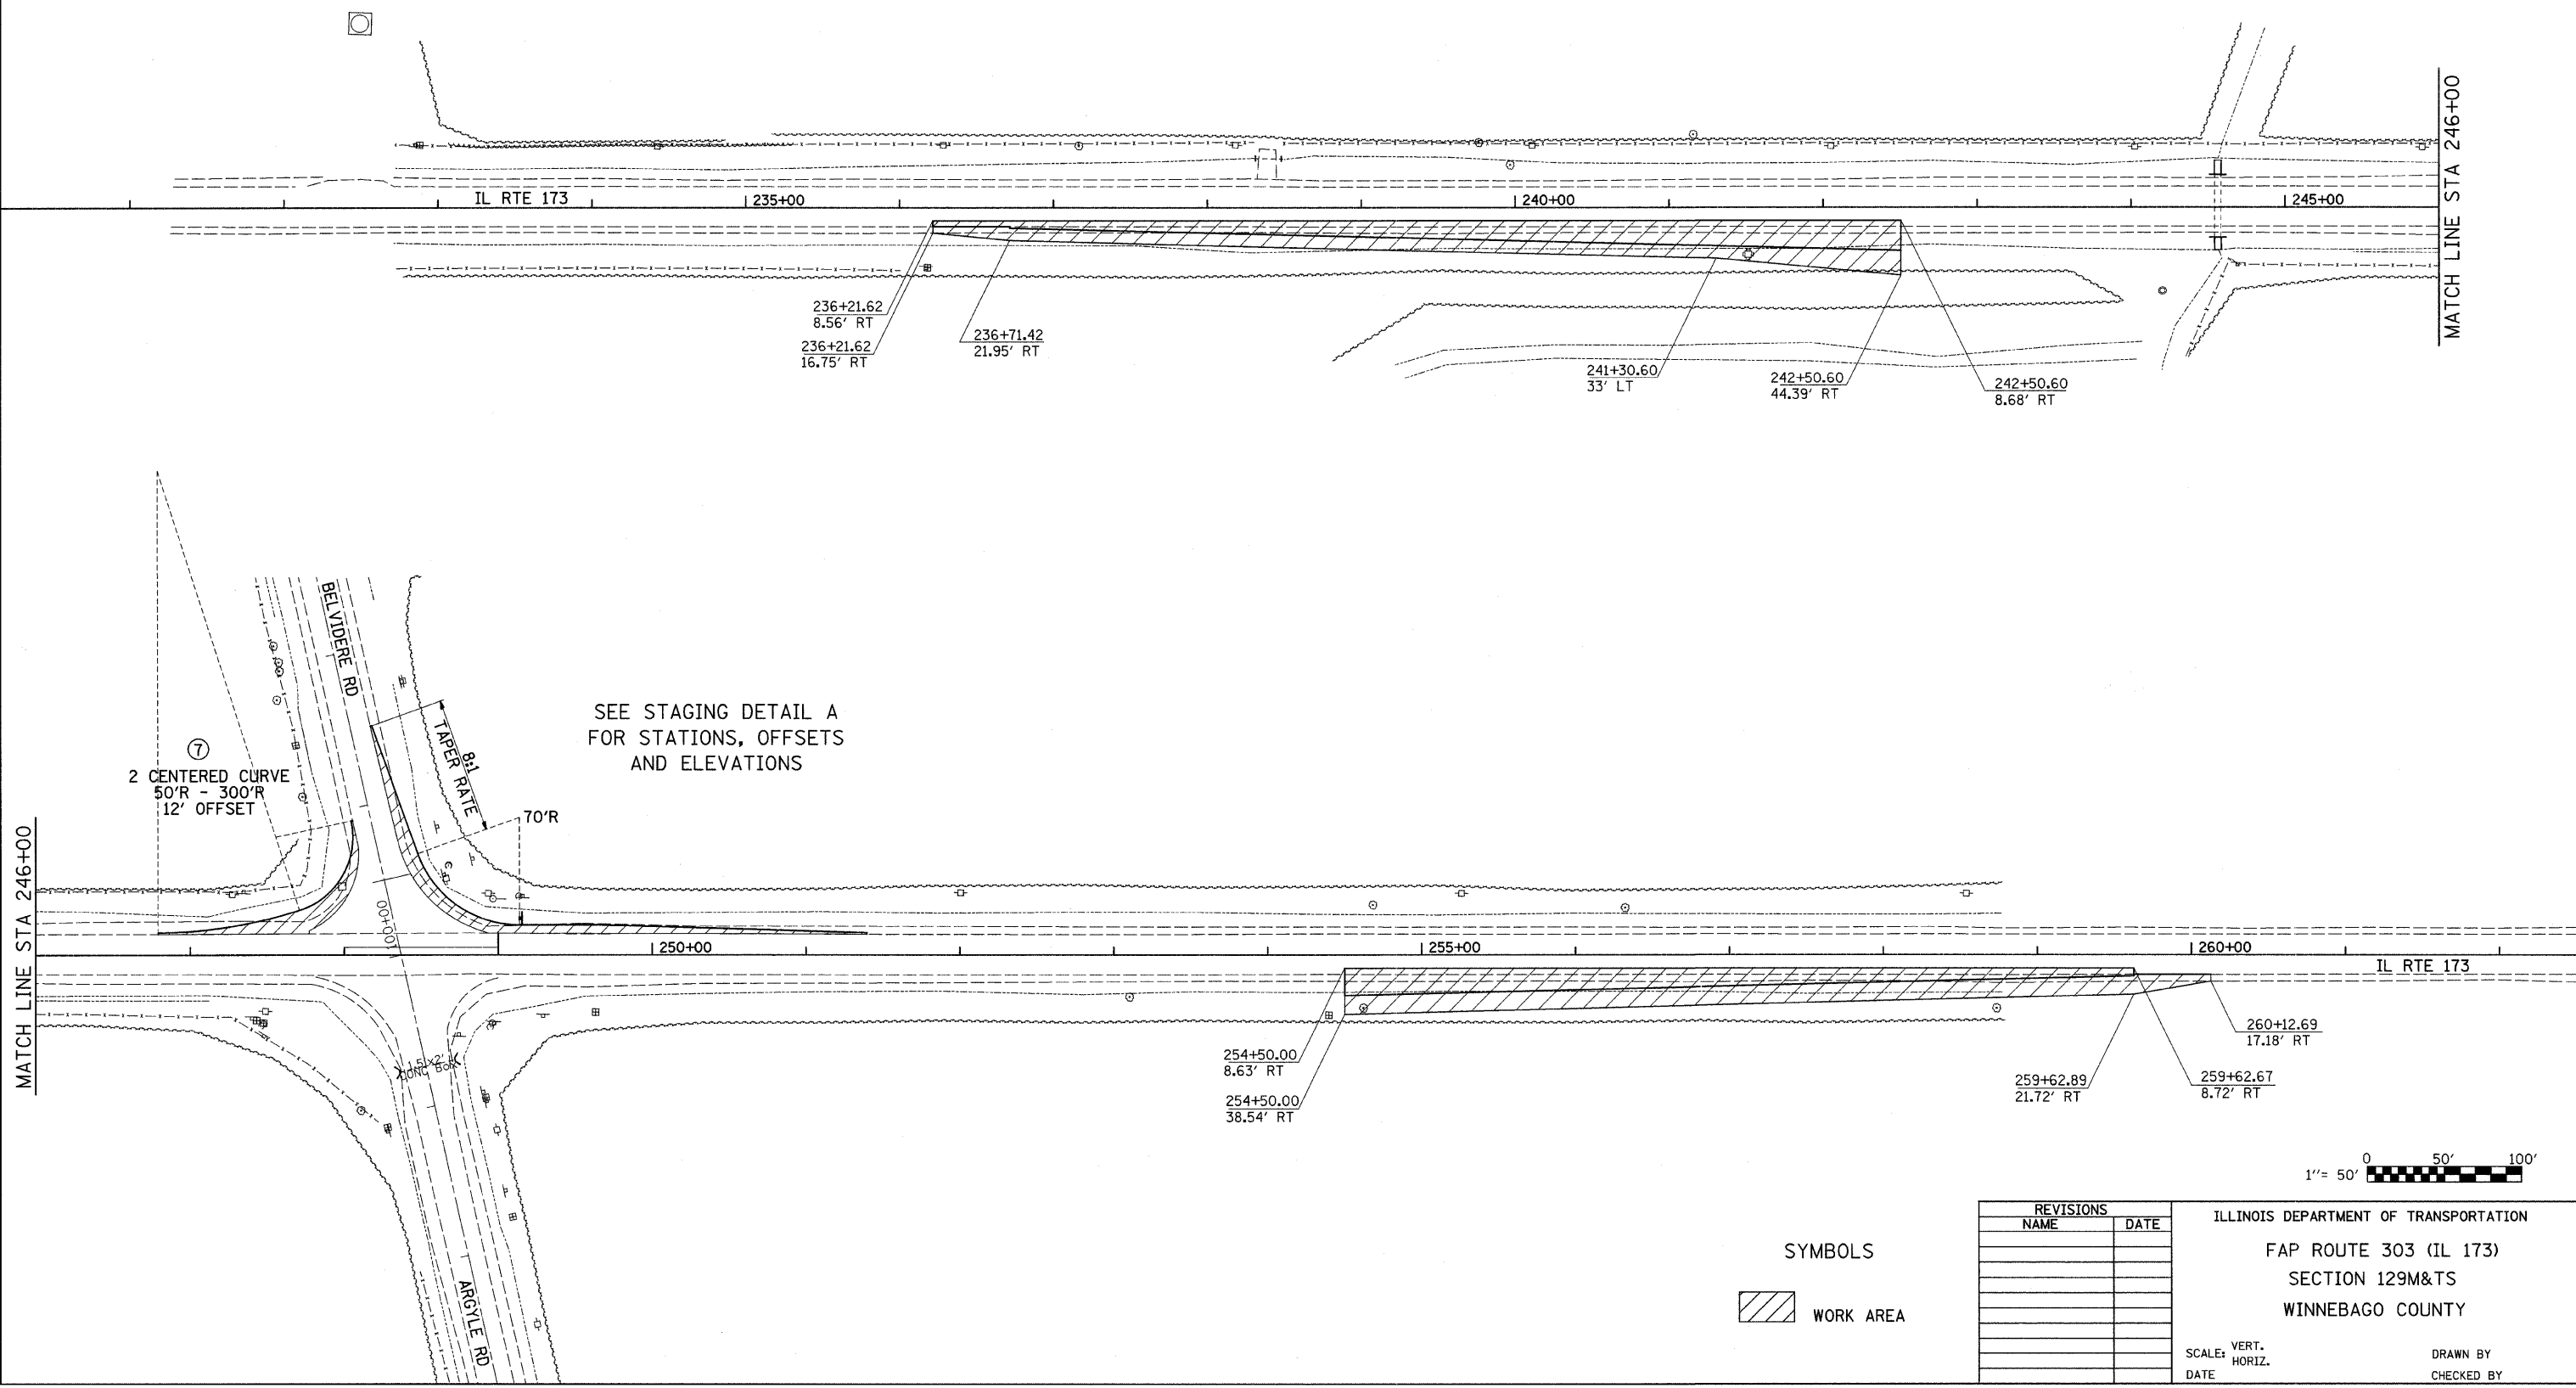 IL RTE 173
235+00
240+00
245+00
MATCH LINE STA 246+00
236+21.62
8.56' RT
236+21.62
16.75' RT
236+71.42
21.95' RT
241+30.60
33' LT
242+50.60
44.39' RT
242+50.60
8.68' RT
BELVIDERE RD
SEE STAGING DETAIL A
FOR STATIONS, OFFSETS
AND ELEVATIONS
8:1
TAPER RATE
7
2 CENTERED CURVE
50'R - 300'R
12' OFFSET
70'R
MATCH LINE STA 246+00
100+00
250+00
255+00
260+00
IL RTE 173
1.5'x2'
CONC BOX
254+50.00
8.63' RT
254+50.00
38.54' RT
260+12.69
17.18' RT
259+62.89
21.72' RT
259+62.67
8.72' RT
ARGYLE RD
0 50' 100'
1"= 50'
SYMBOLS
WORK AREA
REVISIONS
NAME DATE
ILLINOIS DEPARTMENT OF TRANSPORTATION
FAP ROUTE 303 (IL 173)
SECTION 129M&TS
WINNEBAGO COUNTY
SCALE: VERT.
HORIZ.
DATE
DRAWN BY
CHECKED BY